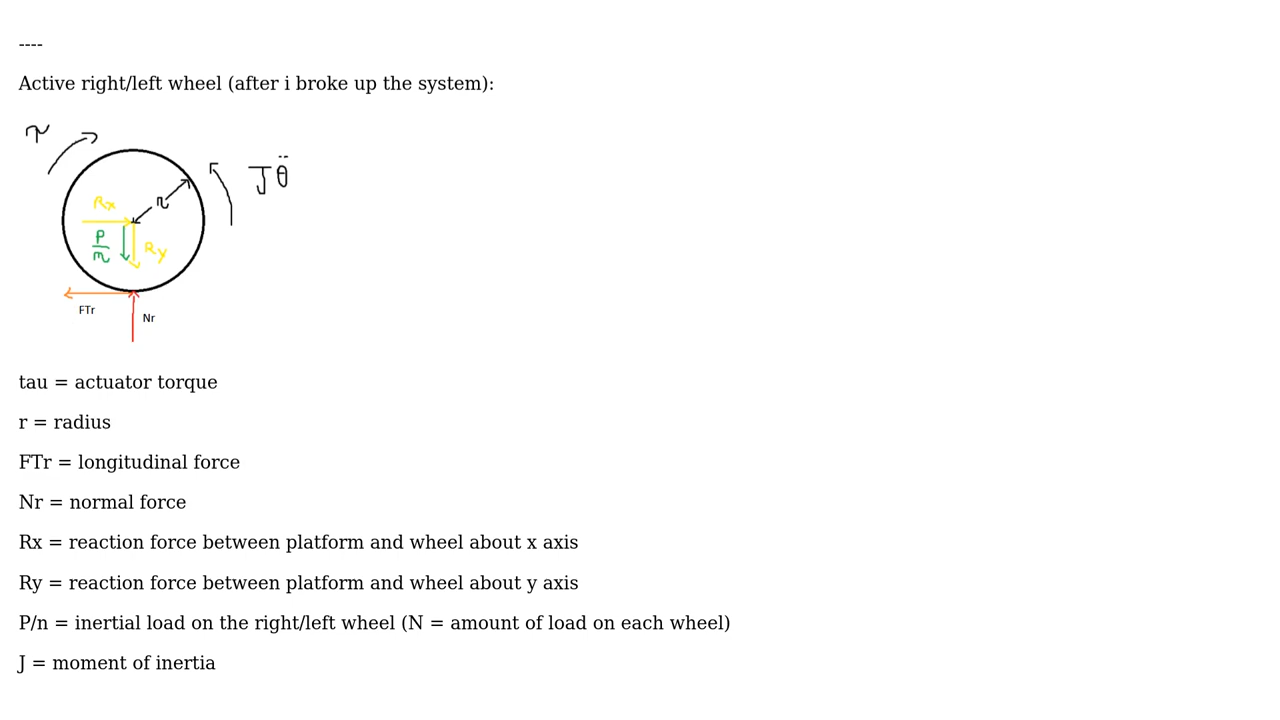 ----
Active right/left wheel (after i broke up the system):
τ
J θ̈
r
Rx
P
n
Ry
FTr
Nr
tau = actuator torque
r = radius
FTr = longitudinal force
Nr = normal force
Rx = reaction force between platform and wheel about x axis
Ry = reaction force between platform and wheel about y axis
P/n = inertial load on the right/left wheel (N = amount of load on each wheel)
J = moment of inertia